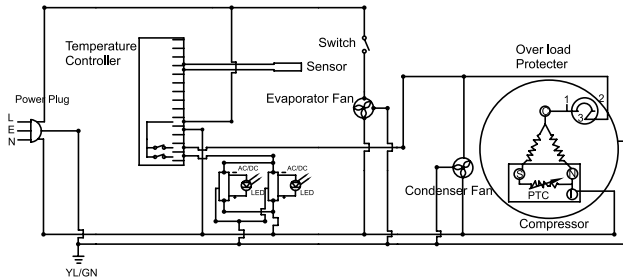 Temperature
Controller
Switch
Over load
Protecter
Sensor
Power Plug
Evaporator Fan
L
E
N
1
2
3
AC/DC
AC/DC
LED
LED
Condenser Fan
S
N
PTC
Compressor
YL/GN